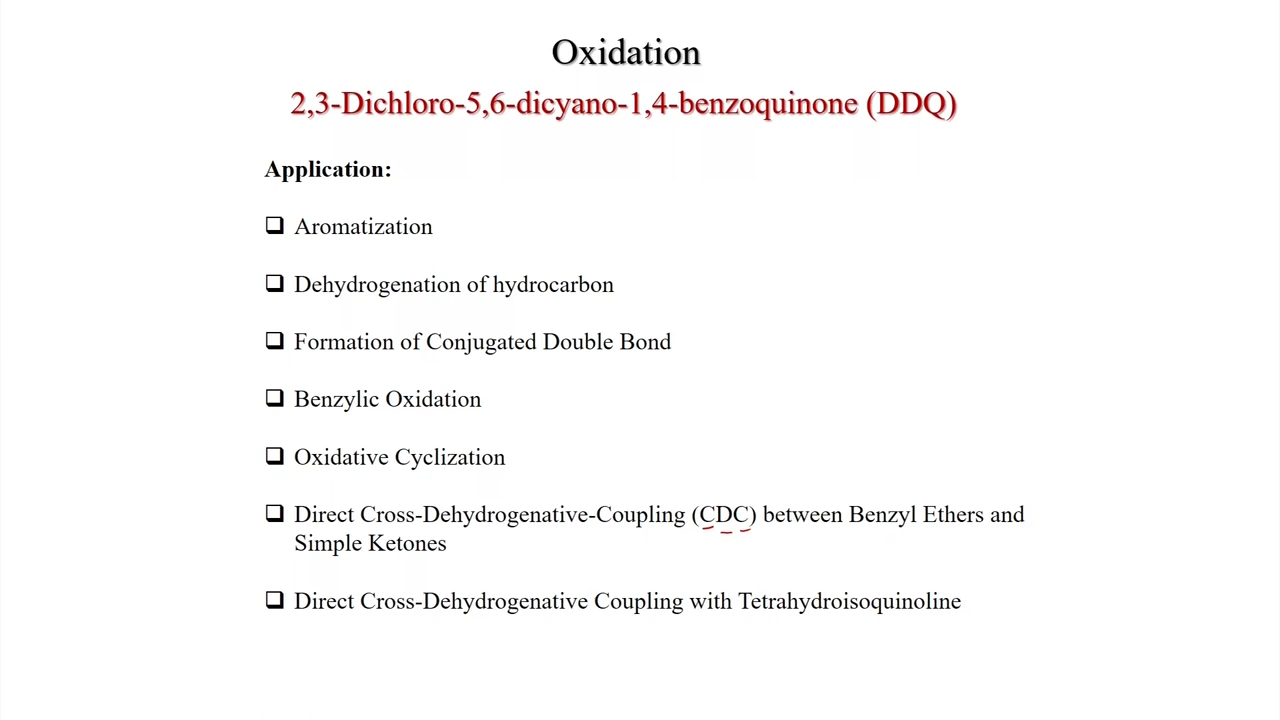 Oxidation
2,3-Dichloro-5,6-dicyano-1,4-benzoquinone (DDQ)
Application:
❑ Aromatization
❑ Dehydrogenation of hydrocarbon
❑ Formation of Conjugated Double Bond
❑ Benzylic Oxidation
❑ Oxidative Cyclization
❑ Direct Cross-Dehydrogenative-Coupling (CDC) between Benzyl Ethers and
Simple Ketones
❑ Direct Cross-Dehydrogenative Coupling with Tetrahydroisoquinoline